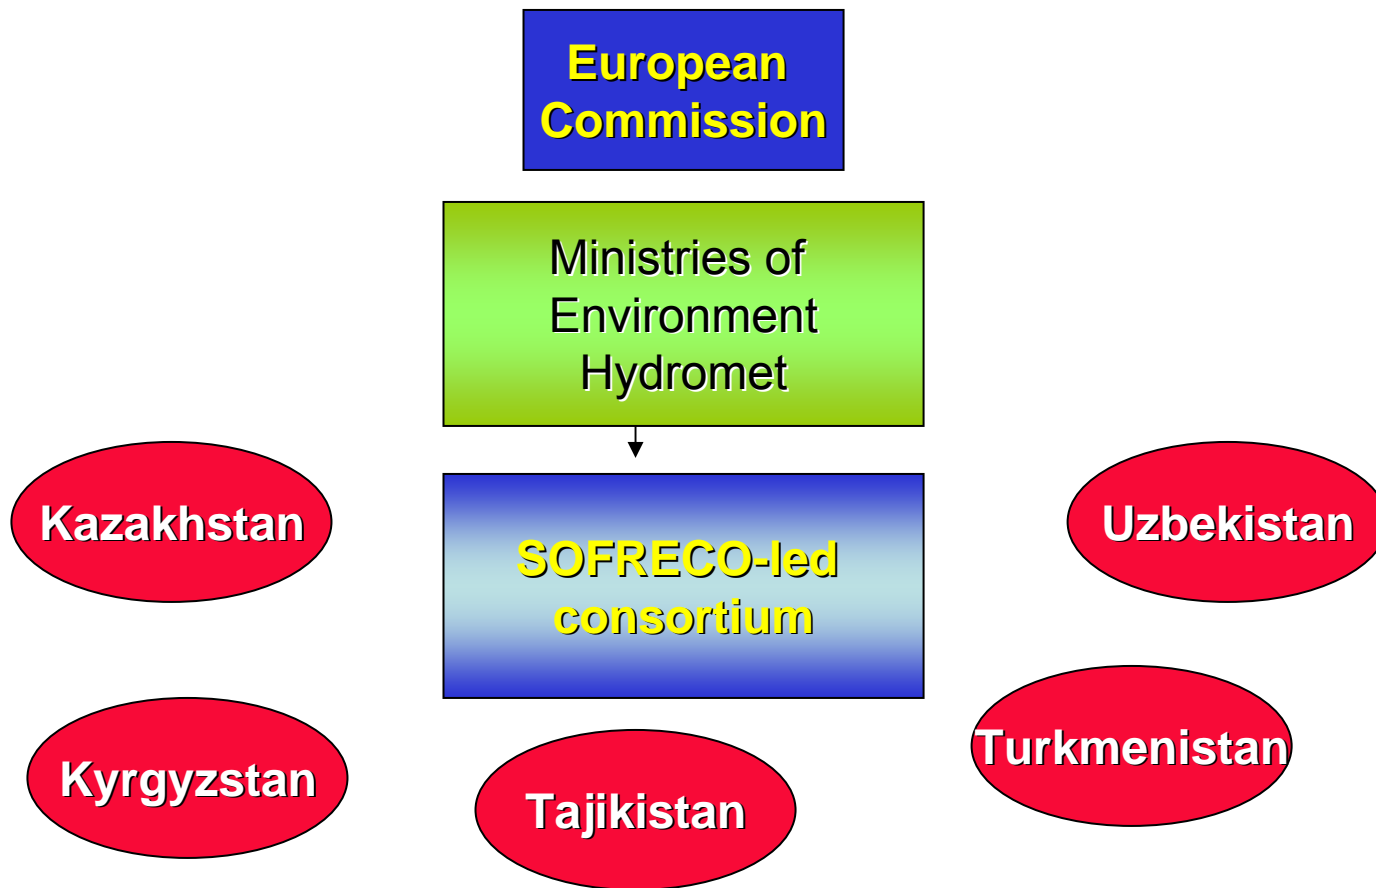 European
Commission
Ministries of
Environment
Hydromet
Kazakhstan
Uzbekistan
SOFRECO-led
consortium
Kyrgyzstan
Tajikistan
Turkmenistan